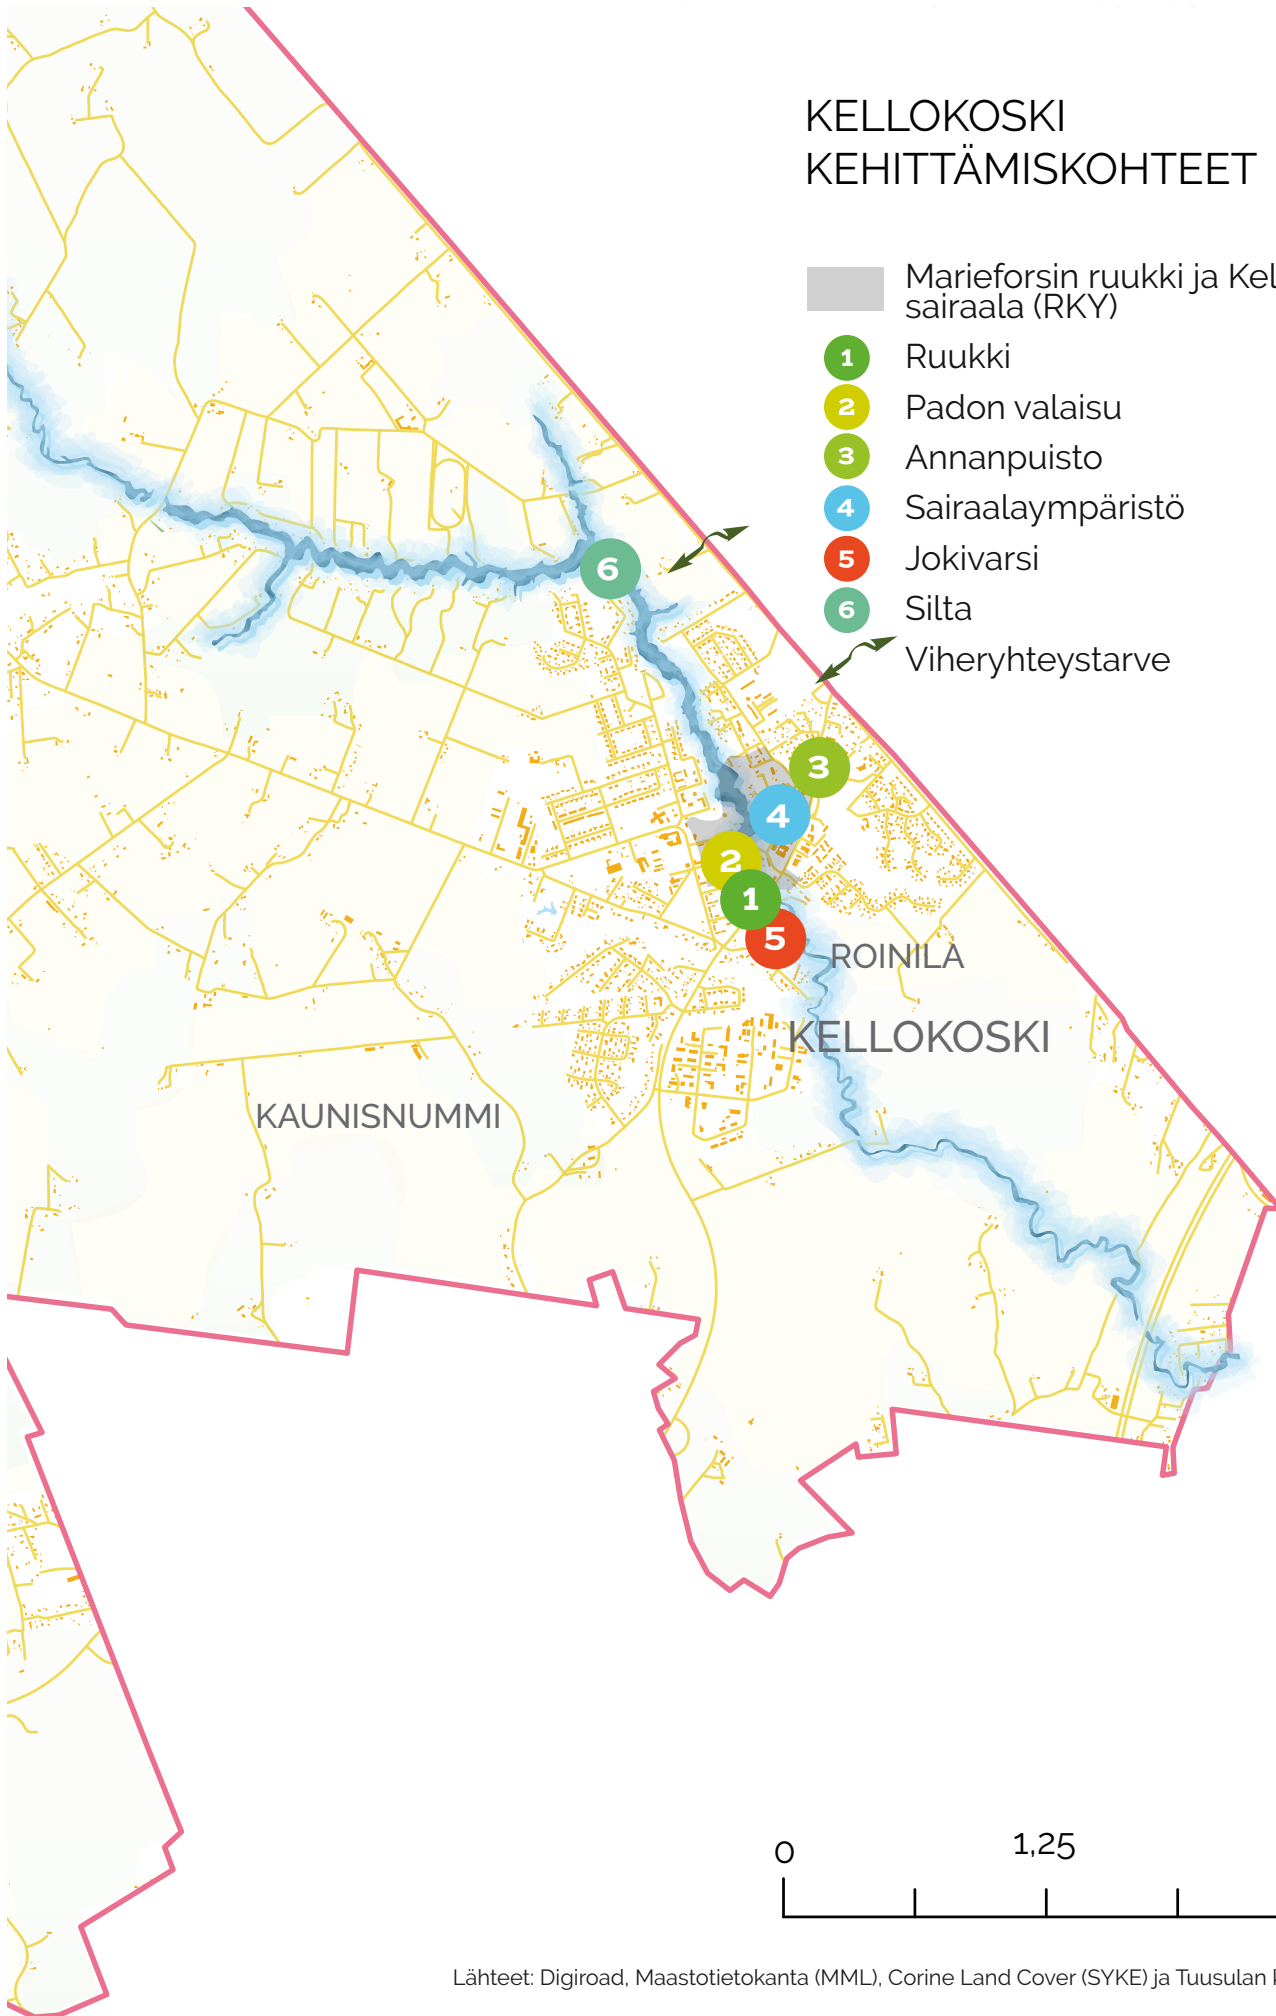 KELLOKOSKI
KEHITTÄMISKOHTEET
Marieforsin ruukki ja
sairaala (RKY)
1 Ruukki
2 Padon valaisu
3 Annanpuisto
4 Sairaalaympäristö
5 Jokivarsi
6 Silta
Viheryhteystarve
6
3
4
2
1
5
ROINILA
KELLOKOSKI
KAUNISNUMMI
0 1,25
Lähteet: Digiroad, Maastotietokanta (MML), Corine Land Cover (SYKE) ja Tuusulan